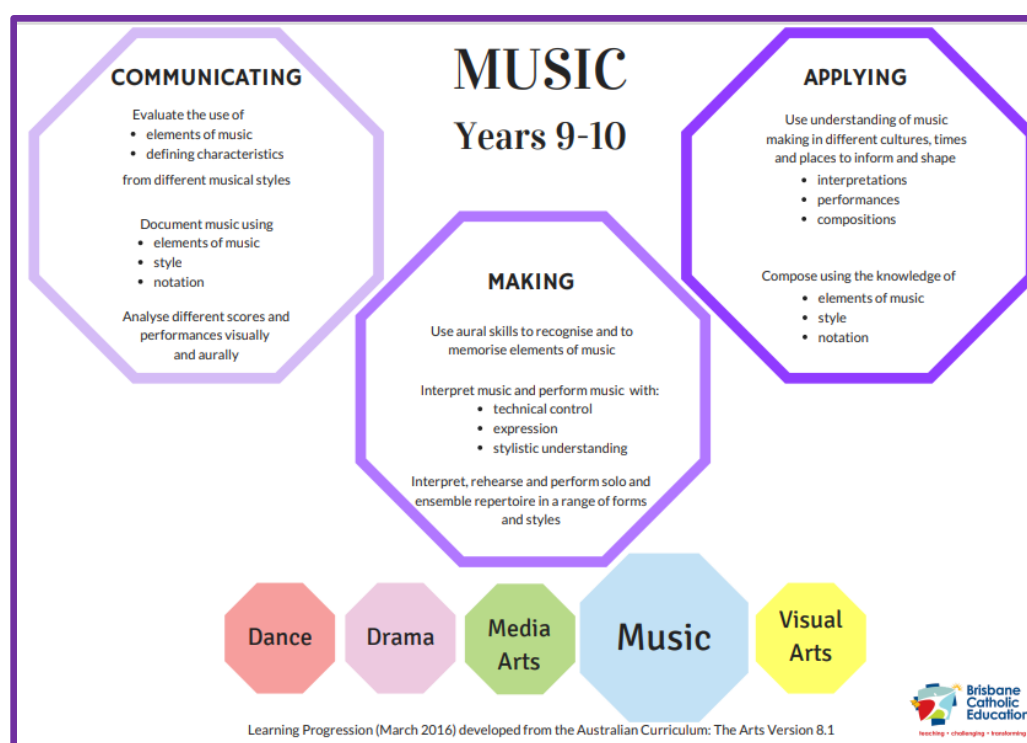 MUSIC
Years 9-10
COMMUNICATING
Evaluate the use of
• elements of music
• defining characteristics
from different musical styles
Document music using
• elements of music
• style
• notation
Analyse different scores and
performances visually
and aurally
MAKING
Use aural skills to recognise and to
memorise elements of music
Interpret music and perform music with:
• technical control
• expression
• stylistic understanding
Interpret, rehearse and perform solo and
ensemble repertoire in a range of forms
and styles
APPLYING
Use understanding of music
making in different cultures, times
and places to inform and shape
• interpretations
• performances
• compositions
Compose using the knowledge of
• elements of music
• style
• notation
Dance
Drama
Media
Arts
Music
Visual
Arts
Learning Progression (March 2016) developed from the Australian Curriculum: The Arts Version 8.1
Brisbane
Catholic
Education
teaching • challenging • transforming